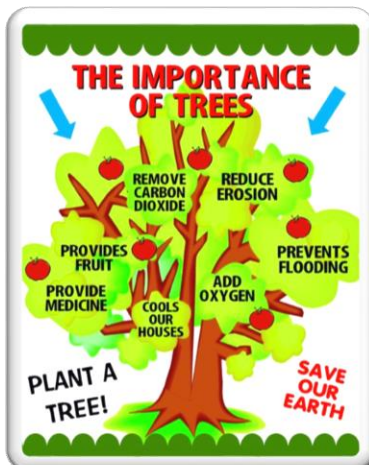 THE IMPORTANCE
OF TREES
REMOVE
CARBON
DIOXIDE
REDUCE
EROSION
PROVIDES
FRUIT
PREVENTS
FLOODING
PROVIDE
MEDICINE
ADD
OXYGEN
COOLS
OUR
HOUSES
PLANT A
TREE!
SAVE
OUR
EARTH